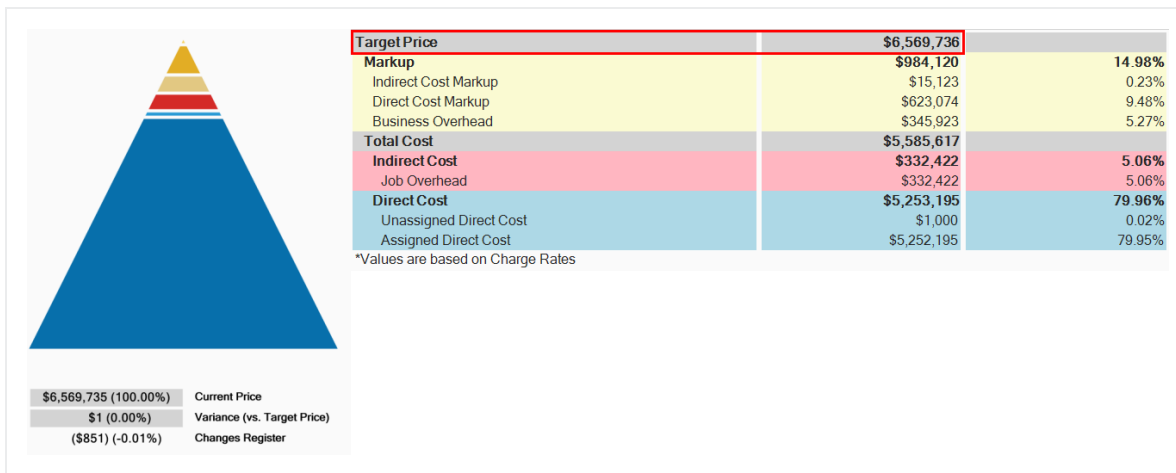 Target Price $6,569,736
Markup $984,120 14.98%
Indirect Cost Markup $15,123 0.23%
Direct Cost Markup $623,074 9.48%
Business Overhead $345,923 5.27%
Total Cost $5,585,617
Indirect Cost $332,422 5.06%
Job Overhead $332,422 5.06%
Direct Cost $5,253,195 79.96%
Unassigned Direct Cost $1,000 0.02%
Assigned Direct Cost $5,252,195 79.95%
*Values are based on Charge Rates
$6,569,735 (100.00%) Current Price
$1 (0.00%) Variance (vs. Target Price)
($851) (-0.01%) Changes Register